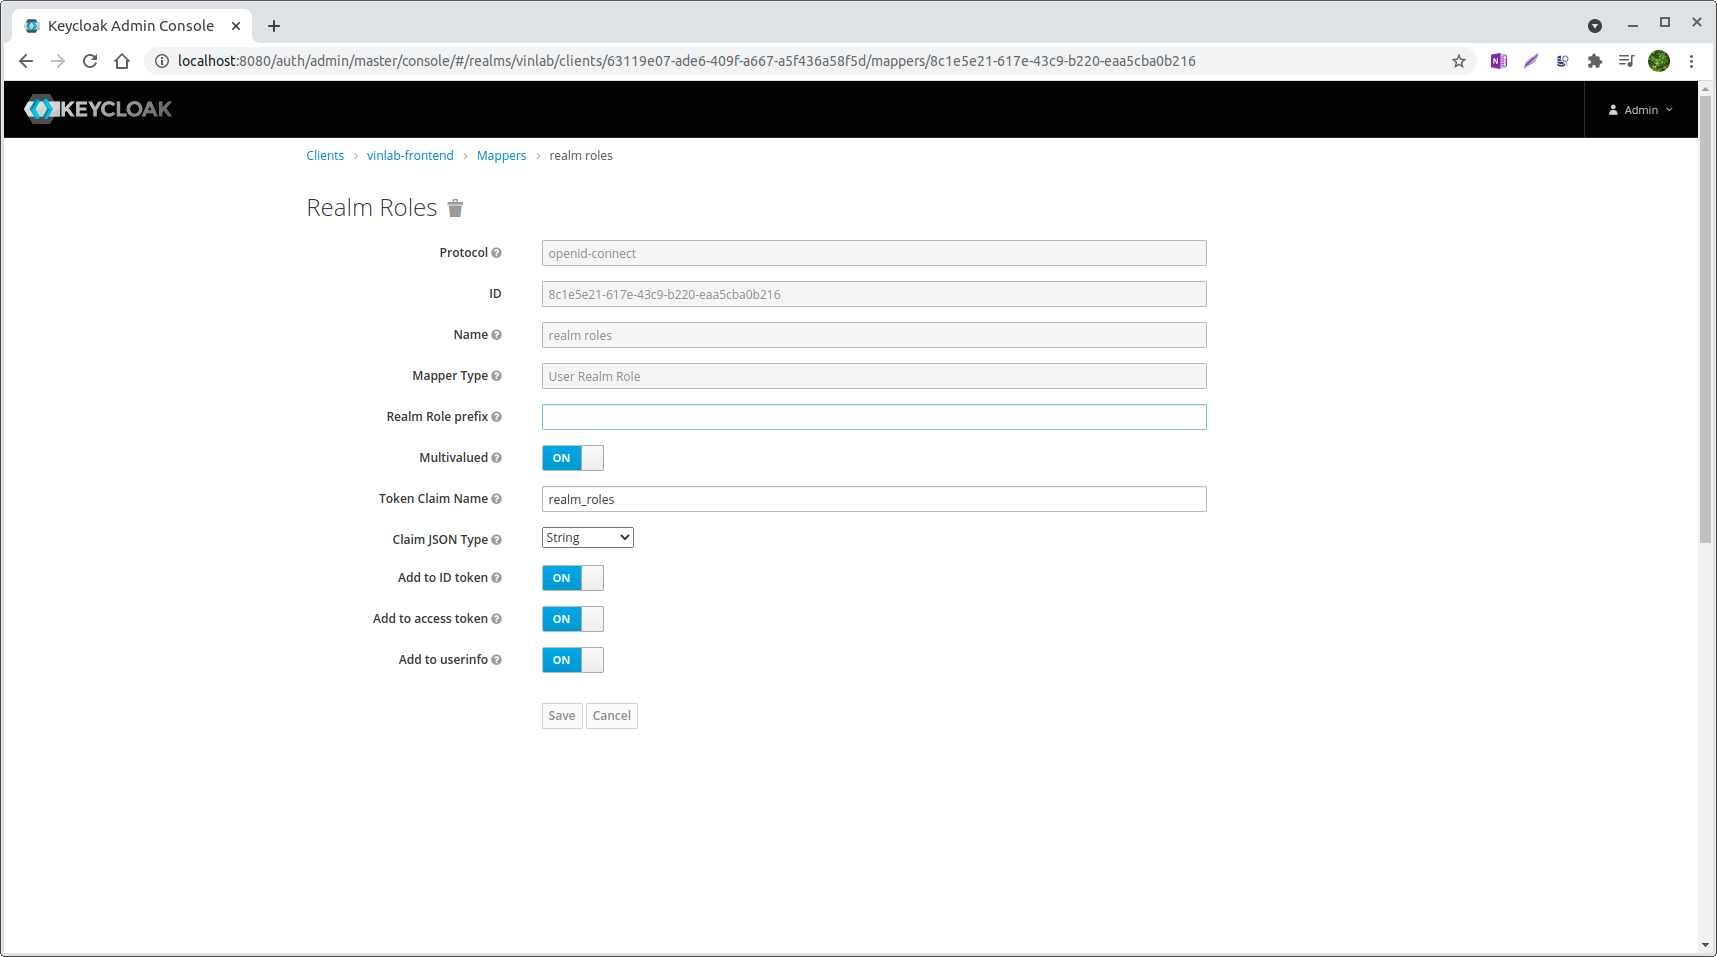 Keycloak Admin Console
localhost:8080/auth/admin/master/console/#/realms/vinlab/clients/63119e07-ade6-409f-a667-a5f436a58f5d/mappers/8c1e5e21-617e-43c9-b220-eaa5cba0b216
KEYCLOAK
Admin
Clients › vinlab-frontend › Mappers › realm roles
Realm Roles
Protocol openid-connect
ID 8c1e5e21-617e-43c9-b220-eaa5cba0b216
Name realm roles
Mapper Type User Realm Role
Realm Role prefix
Multivalued ON
Token Claim Name realm_roles
Claim JSON Type String
Add to ID token ON
Add to access token ON
Add to userinfo ON
Save Cancel